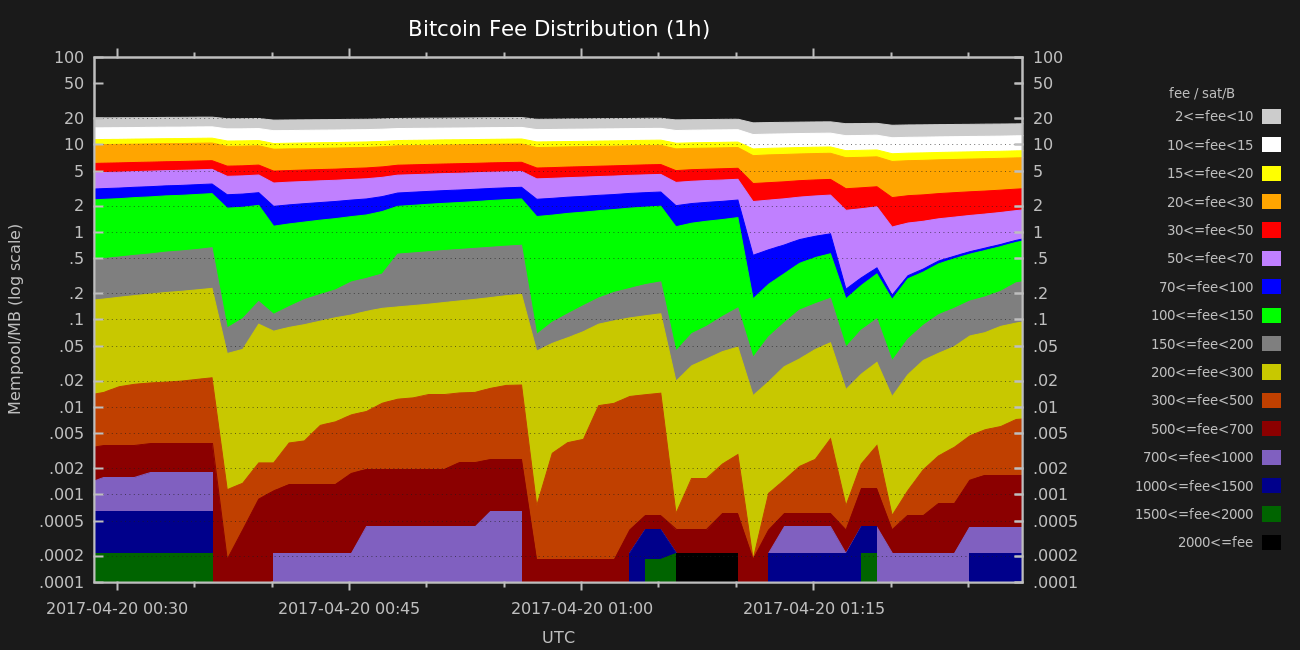 Bitcoin Fee Distribution (1h)
Mempool/MB (log scale)
100
50
20
10
5
2
1
.5
.2
.1
.05
.02
.01
.005
.002
.001
.0005
.0002
.0001
100
50
20
10
5
2
1
.5
.2
.1
.05
.02
.01
.005
.002
.001
.0005
.0002
.0001
2017-04-20 00:30 2017-04-20 00:45 2017-04-20 01:00 2017-04-20 01:15
UTC
fee / sat/B
2<=fee<10
10<=fee<15
15<=fee<20
20<=fee<30
30<=fee<50
50<=fee<70
70<=fee<100
100<=fee<150
150<=fee<200
200<=fee<300
300<=fee<500
500<=fee<700
700<=fee<1000
1000<=fee<1500
1500<=fee<2000
2000<=fee